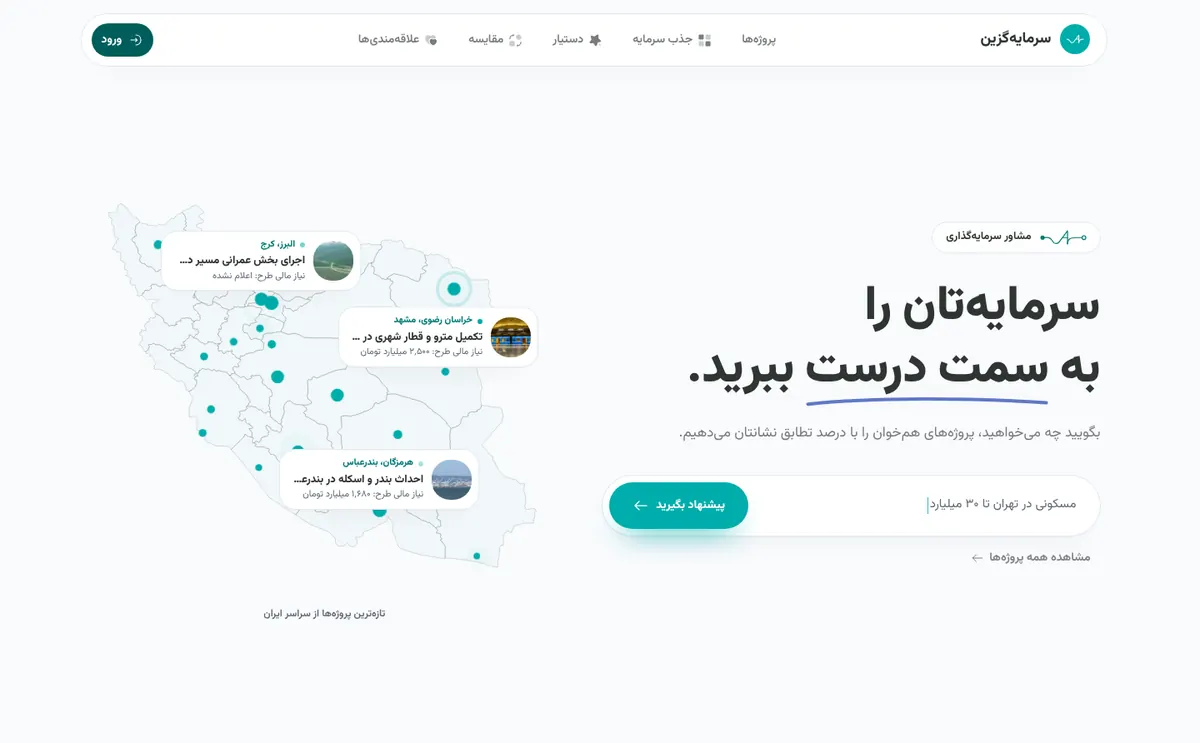 سرمایه‌گزین
پروژه‌ها
جذب سرمایه
دستیار
مقایسه
علاقه‌مندی‌ها
ورود
مشاور سرمایه‌گذاری
سرمایه‌تان را
به سمت درست ببرید.
بگویید چه می‌خواهید، پروژه‌های هم‌خوان را با درصد تطابق نشانتان می‌دهیم.
مسکونی در تهران تا ۳۰ میلیارد
پیشنهاد بگیرید
مشاهده همه پروژه‌ها
البرز، کرج
اجرای بخش عمرانی مسیر د...
نیاز مالی طرح: اعلام نشده
خراسان رضوی، مشهد
تکمیل مترو و قطار شهری در ...
نیاز مالی طرح: ۲,۵۰۰ میلیارد تومان
هرمزگان، بندرعباس
احداث بندر و اسکله در بندرع...
نیاز مالی طرح: ۱,۶۸۰ میلیارد تومان
تازه‌ترین پروژه‌ها از سراسر ایران